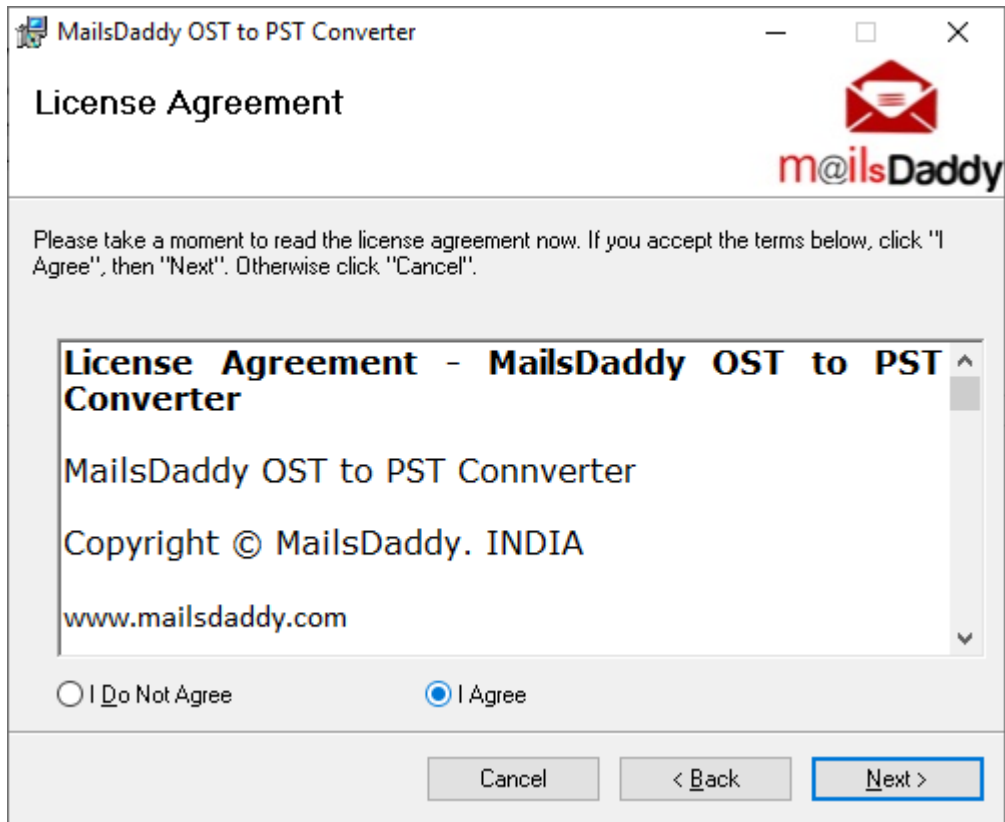 MailsDaddy OST to PST Converter
License Agreement
m@ilsDaddy
Please take a moment to read the license agreement now. If you accept the terms below, click "I
Agree", then "Next". Otherwise click "Cancel".
License Agreement - MailsDaddy OST to PST
Converter
MailsDaddy OST to PST Connverter
Copyright © MailsDaddy. INDIA
www.mailsdaddy.com
I Do Not Agree
I Agree
Cancel
< Back
Next >